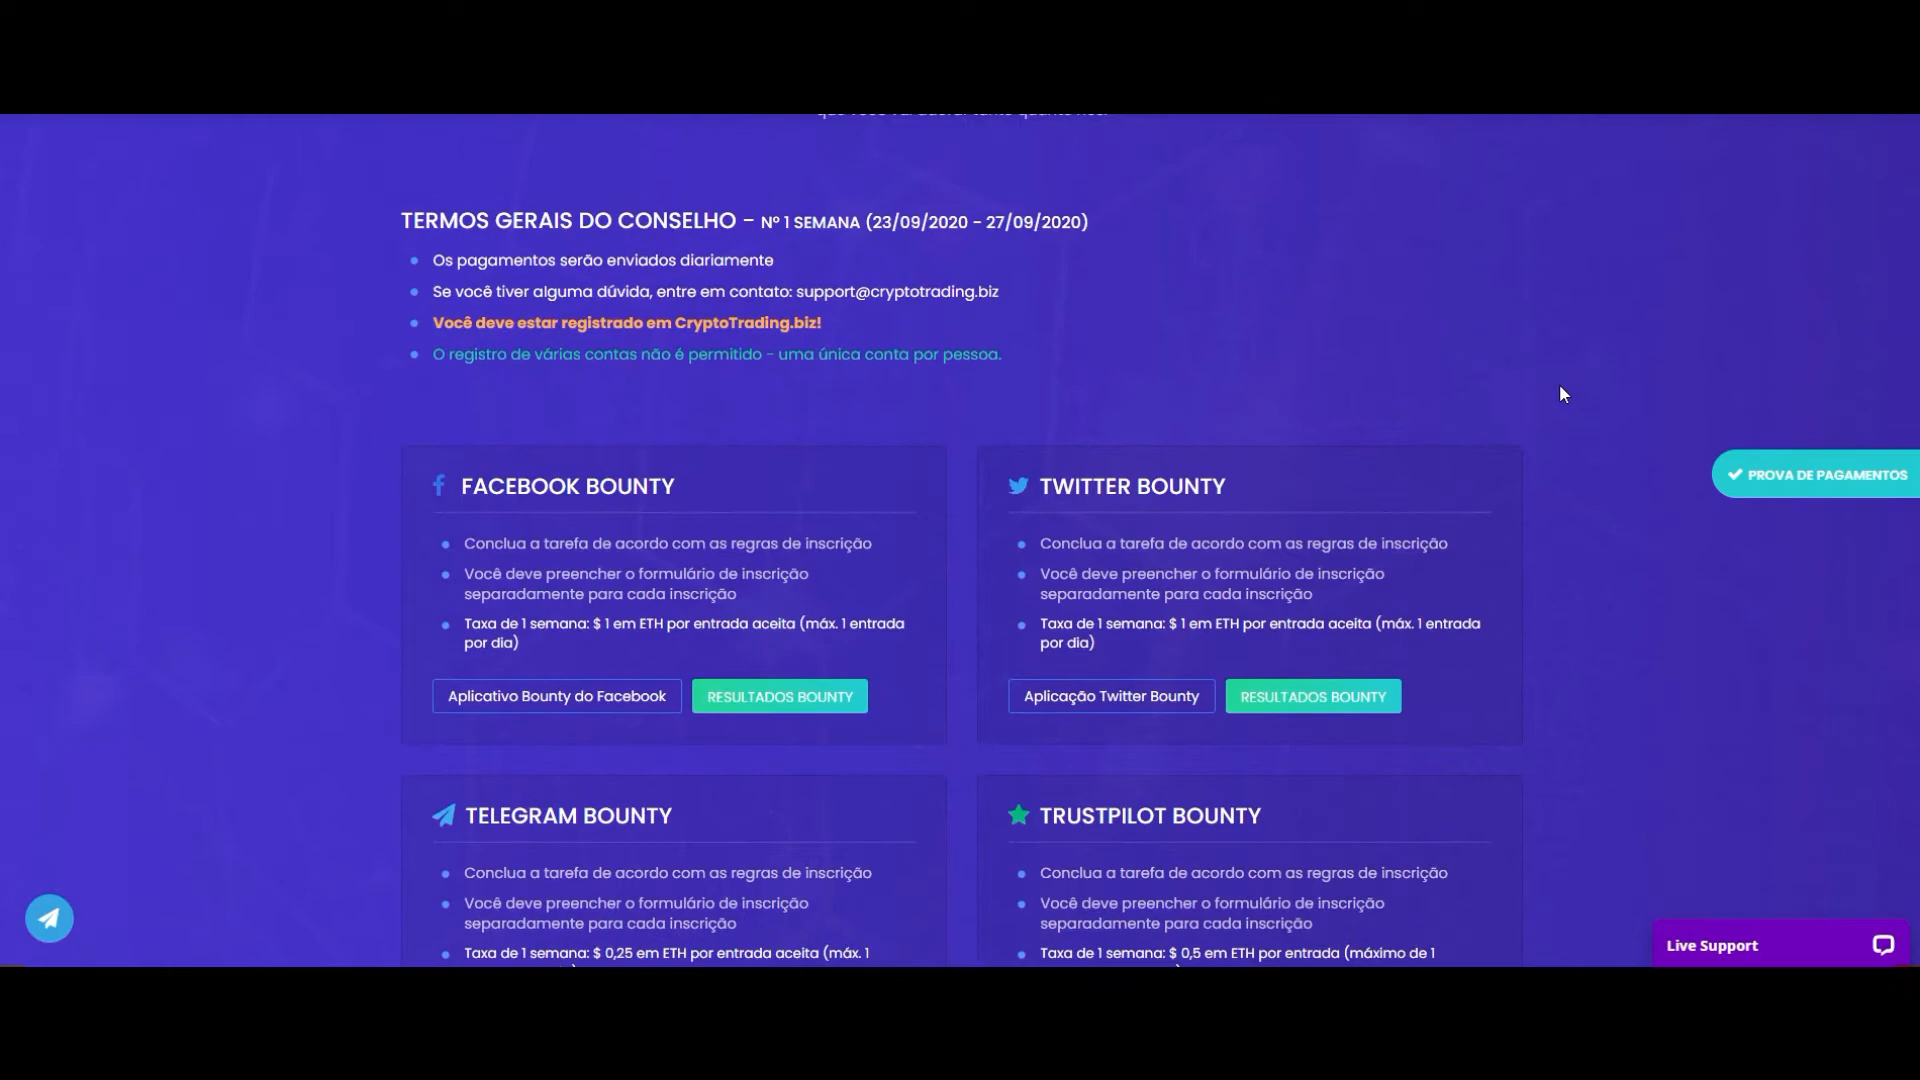 TERMOS GERAIS DO CONSELHO - Nº 1 SEMANA (23/09/2020 - 27/09/2020)
Os pagamentos serão enviados diariamente
Se você tiver alguma dúvida, entre em contato: support@cryptotrading.biz
Você deve estar registrado em CryptoTrading.biz!
O registro de várias contas não é permitido - uma única conta por pessoa.
PROVA DE PAGAMENTOS
FACEBOOK BOUNTY
Conclua a tarefa de acordo com as regras de inscrição
Você deve preencher o formulário de inscrição
separadamente para cada inscrição
Taxa de 1 semana: $ 1 em ETH por entrada aceita (máx. 1 entrada
por dia)
Aplicativo Bounty do Facebook
RESULTADOS BOUNTY
TWITTER BOUNTY
Conclua a tarefa de acordo com as regras de inscrição
Você deve preencher o formulário de inscrição
separadamente para cada inscrição
Taxa de 1 semana: $ 1 em ETH por entrada aceita (máx. 1 entrada
por dia)
Aplicação Twitter Bounty
RESULTADOS BOUNTY
TELEGRAM BOUNTY
Conclua a tarefa de acordo com as regras de inscrição
Você deve preencher o formulário de inscrição
separadamente para cada inscrição
Taxa de 1 semana: $ 0,25 em ETH por entrada aceita (máx. 1
TRUSTPILOT BOUNTY
Conclua a tarefa de acordo com as regras de inscrição
Você deve preencher o formulário de inscrição
separadamente para cada inscrição
Taxa de 1 semana: $ 0,5 em ETH por entrada (máximo de 1
Live Support